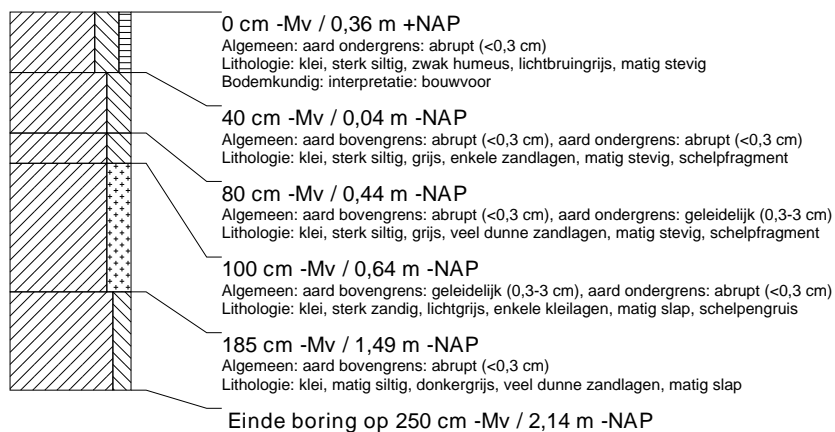 0 cm -Mv / 0,36 m +NAP
Algemeen: aard ondergrens: abrupt (<0,3 cm)
Lithologie: klei, sterk siltig, zwak humeus, lichtbruingrijs, matig stevig
Bodemkundig: interpretatie: bouwvoor
40 cm -Mv / 0,04 m -NAP
Algemeen: aard bovengrens: abrupt (<0,3 cm), aard ondergrens: abrupt (<0,3 cm)
Lithologie: klei, sterk siltig, grijs, enkele zandlagen, matig stevig, schelpfragment
80 cm -Mv / 0,44 m -NAP
Algemeen: aard bovengrens: abrupt (<0,3 cm), aard ondergrens: geleidelijk (0,3-3 cm)
Lithologie: klei, sterk siltig, grijs, veel dunne zandlagen, matig stevig, schelpfragment
100 cm -Mv / 0,64 m -NAP
Algemeen: aard bovengrens: geleidelijk (0,3-3 cm), aard ondergrens: abrupt (<0,3 cm)
Lithologie: klei, sterk zandig, lichtgrijs, enkele kleilagen, matig slap, schelpengruis
185 cm -Mv / 1,49 m -NAP
Algemeen: aard bovengrens: abrupt (<0,3 cm)
Lithologie: klei, matig siltig, donkergrijs, veel dunne zandlagen, matig slap
Einde boring op 250 cm -Mv / 2,14 m -NAP